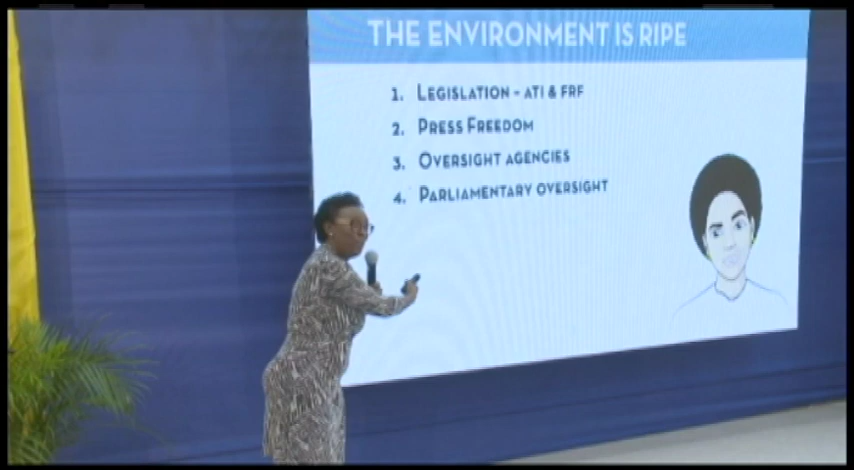 THE ENVIRONMENT IS RIPE
1. LEGISLATION - ATI & FRF
2. PRESS FREEDOM
3. OVERSIGHT AGENCIES
4. PARLIAMENTARY OVERSIGHT